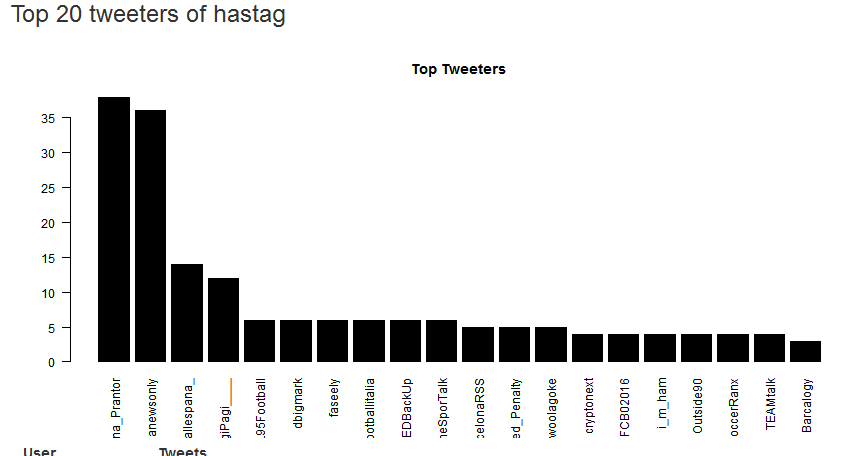 Top 20 tweeters of hastag
Top Tweeters
35
30
25
20
15
10
5
0
na_Prantor
anewsonly
allespana_
giPagi____
.95Football
dbigmark
faseely
ootballitalia
EDBackUp
neSporTalk
celonaRSS
ed_Penalty
woolagoke
cryptonext
FCB02016
i_m_ham
Outside90
occerRanx
TEAMtalk
Barcalogy
User Tweets